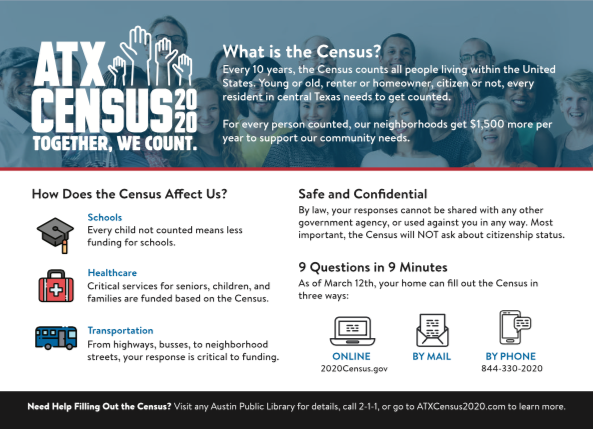 ATX
CENSUS 2020
TOGETHER, WE COUNT.
What is the Census?
Every 10 years, the Census counts all people living within the United
States. Young or old, renter or homeowner, citizen or not, every
resident in central Texas needs to get counted.
For every person counted, our neighborhoods get $1,500 more per
year to support our community needs.
How Does the Census Affect Us?
Schools
Every child not counted means less
funding for schools.
Healthcare
Critical services for seniors, children, and
families are funded based on the Census.
Transportation
From highways, busses, to neighborhood
streets, your response is critical to funding.
Safe and Confidential
By law, your responses cannot be shared with any other
government agency, or used against you in any way. Most
important, the Census will NOT ask about citizenship status.
9 Questions in 9 Minutes
As of March 12th, your home can fill out the Census in
three ways:
ONLINE
2020Census.gov
BY MAIL
BY PHONE
844-330-2020
Need Help Filling Out the Census? Visit any Austin Public Library for details, call 2-1-1, or go to ATXCensus2020.com to learn more.